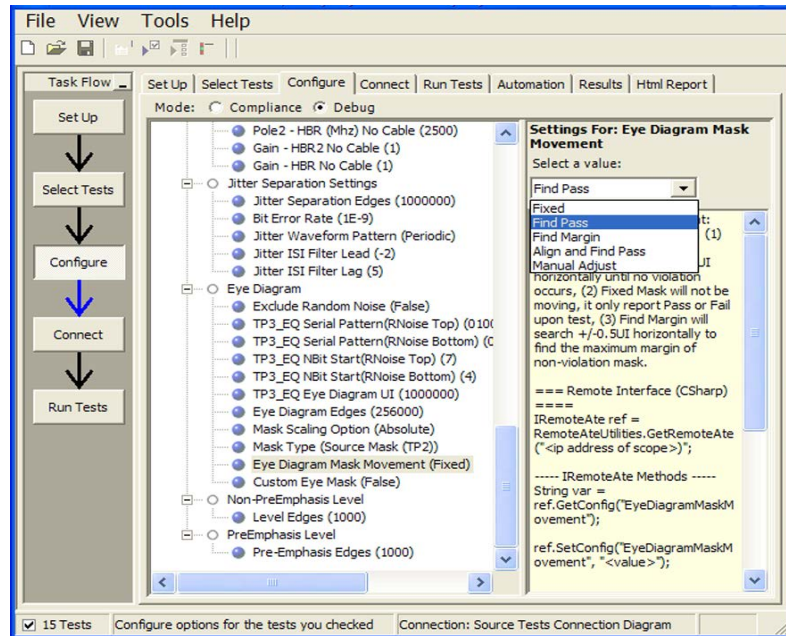 File View Tools Help
Task Flow
Set Up
Select Tests
Configure
Connect
Run Tests
Set Up Select Tests Configure Connect Run Tests Automation Results Html Report
Mode: Compliance Debug
Pole2 - HBR (Mhz) No Cable (2500)
Gain - HBR2 No Cable (1)
Gain - HBR No Cable (1)
Jitter Separation Settings
Jitter Separation Edges (1000000)
Bit Error Rate (1E-9)
Jitter Waveform Pattern (Periodic)
Jitter ISI Filter Lead (-2)
Jitter ISI Filter Lag (5)
Eye Diagram
Exclude Random Noise (False)
TP3_EQ Serial Pattern(RNoise Top) (010
TP3_EQ Serial Pattern(RNoise Bottom) (
TP3_EQ NBit Start(RNoise Top) (7)
TP3_EQ NBit Start(RNoise Bottom) (4)
TP3_EQ Eye Diagram UI (1000000)
Eye Diagram Edges (256000)
Mask Scaling Option (Absolute)
Mask Type (Source Mask (TP2))
Eye Diagram Mask Movement (Fixed)
Custom Eye Mask (False)
Non-PreEmphasis Level
Level Edges (1000)
PreEmphasis Level
Pre-Emphasis Edges (1000)
Settings For: Eye Diagram Mask
Movement
Select a value:
Find Pass
Fixed
Find Pass
Find Margin
Align and Find Pass
Manual Adjust
t:
(1)
UI
horizontally until no violation
occurs, (2) Fixed Mask will not be
moving, it only report Pass or Fail
upon test, (3) Find Margin will
search +/-0.5UI horizontally to
find the maximum margin of
non-violation mask.
=== Remote Interface (CSharp)
====
IRemoteAte ref =
RemoteAteUtilities.GetRemoteAte
("<ip address of scope>)";
----- IRemoteAte Methods -----
String var =
ref.GetConfig("EyeDiagramMaskM
ovement");
ref.SetConfig("EyeDiagramMaskM
ovement", "<value>");
15 Tests Configure options for the tests you checked Connection: Source Tests Connection Diagram